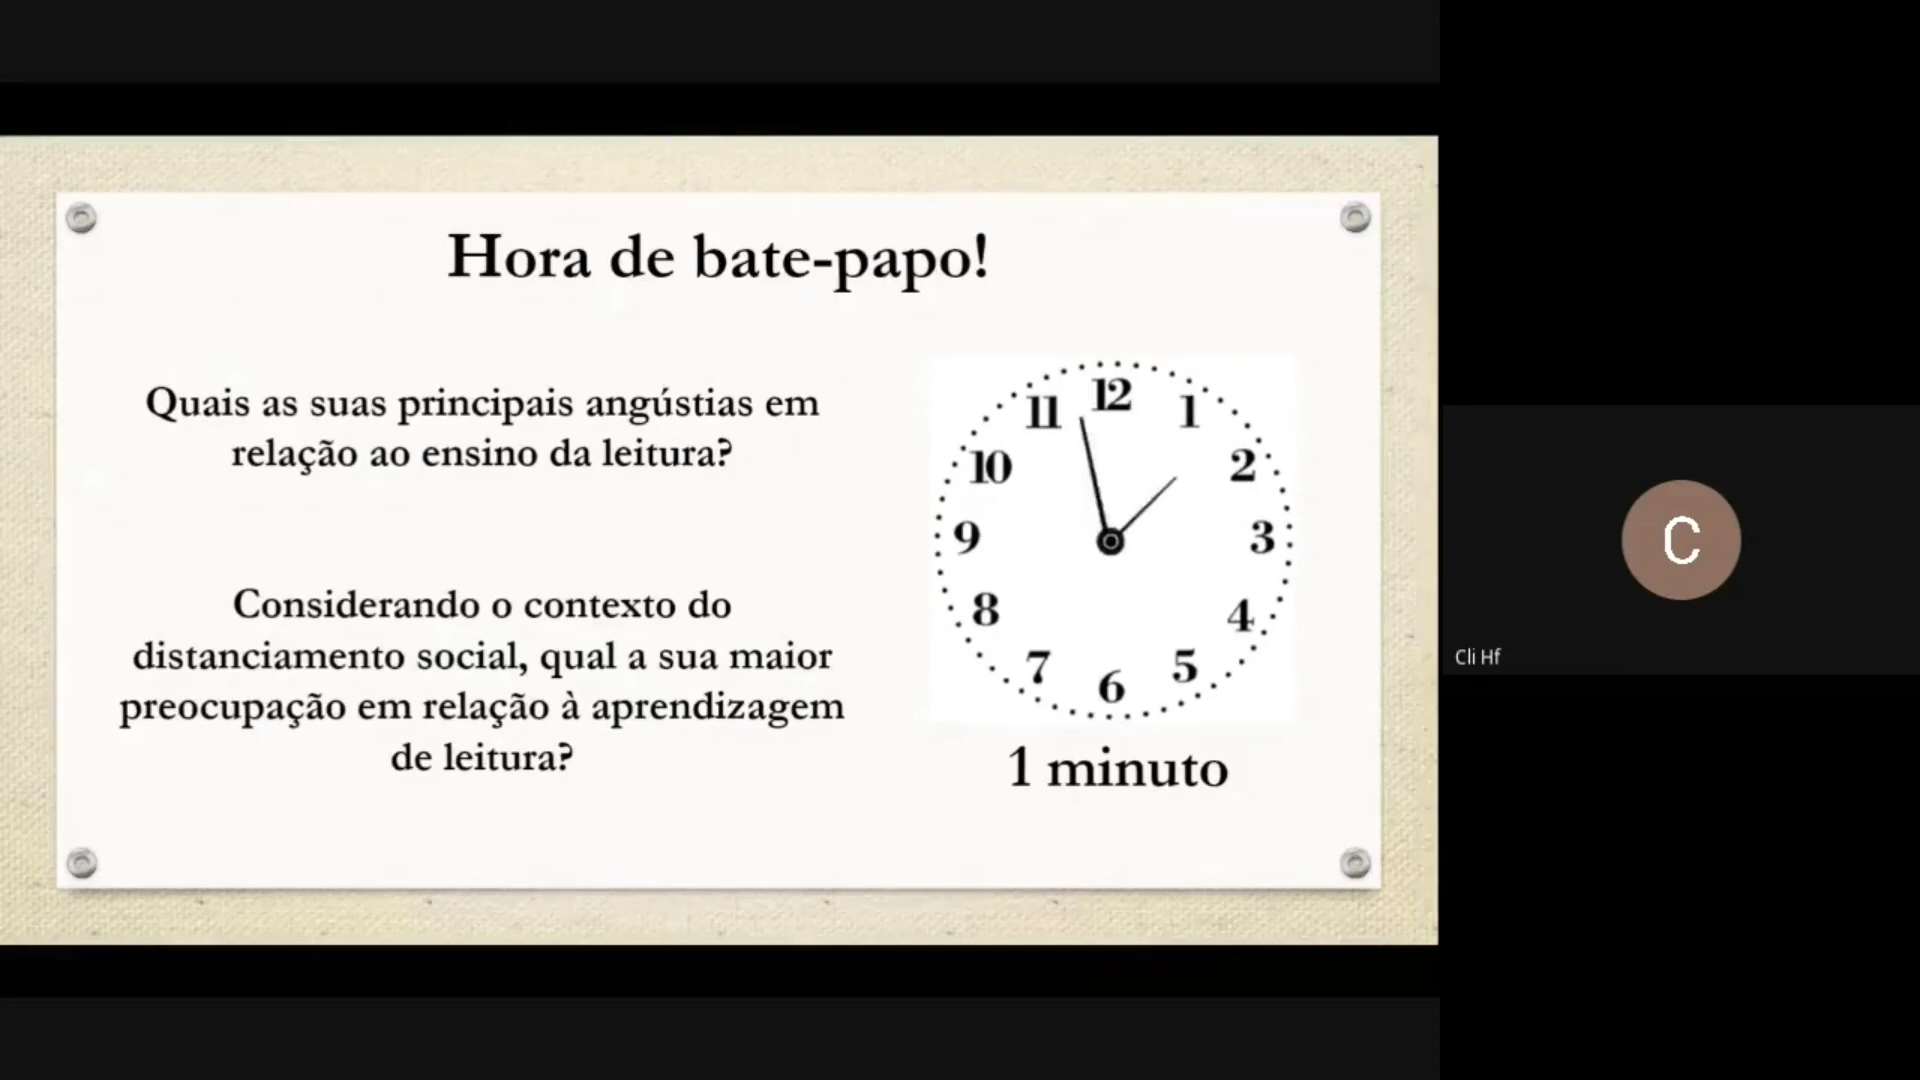 Hora de bate-papo!
Quais as suas principais angústias em
relação ao ensino da leitura?
Considerando o contexto do
distanciamento social, qual a sua maior
preocupação em relação à aprendizagem
de leitura?
12
1
2
3
4
5
6
7
8
9
10
11
1 minuto
C
Cli Hf